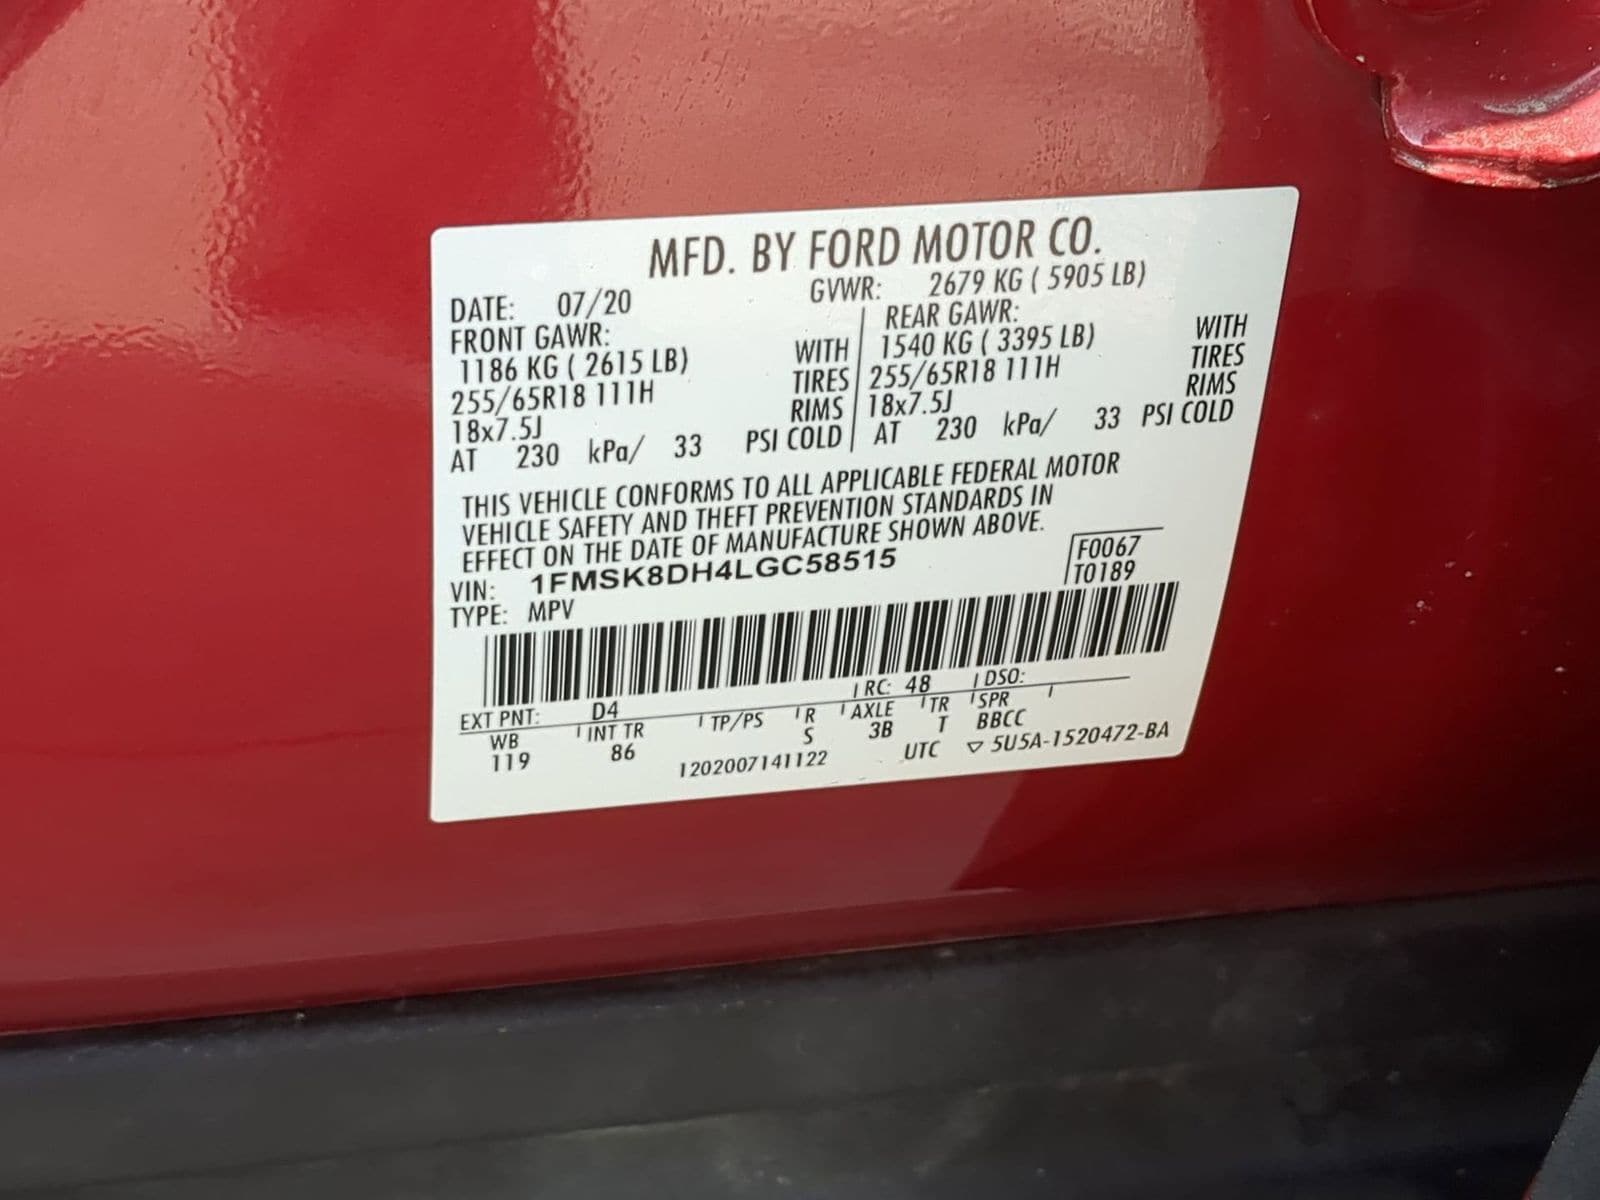 MFD. BY FORD MOTOR CO.
DATE: 07/20 GVWR: 2679 KG ( 5905 LB)
FRONT GAWR: REAR GAWR:
1186 KG ( 2615 LB) WITH 1540 KG ( 3395 LB) WITH
255/65R18 111H TIRES 255/65R18 111H TIRES
18x7.5J RIMS 18x7.5J RIMS
AT 230 kPa/ 33 PSI COLD AT 230 kPa/ 33 PSI COLD
THIS VEHICLE CONFORMS TO ALL APPLICABLE FEDERAL MOTOR
VEHICLE SAFETY AND THEFT PREVENTION STANDARDS IN
EFFECT ON THE DATE OF MANUFACTURE SHOWN ABOVE.
VIN: 1FMSK8DH4LGC58515 F0067
TYPE: MPV T0189
EXT PNT: D4 RC: 48 DSO:
WB INT TR TP/PS R AXLE TR SPR
119 86 S 3B T BBCC
1202007141122 UTC ▽ 5U5A-1520472-BA